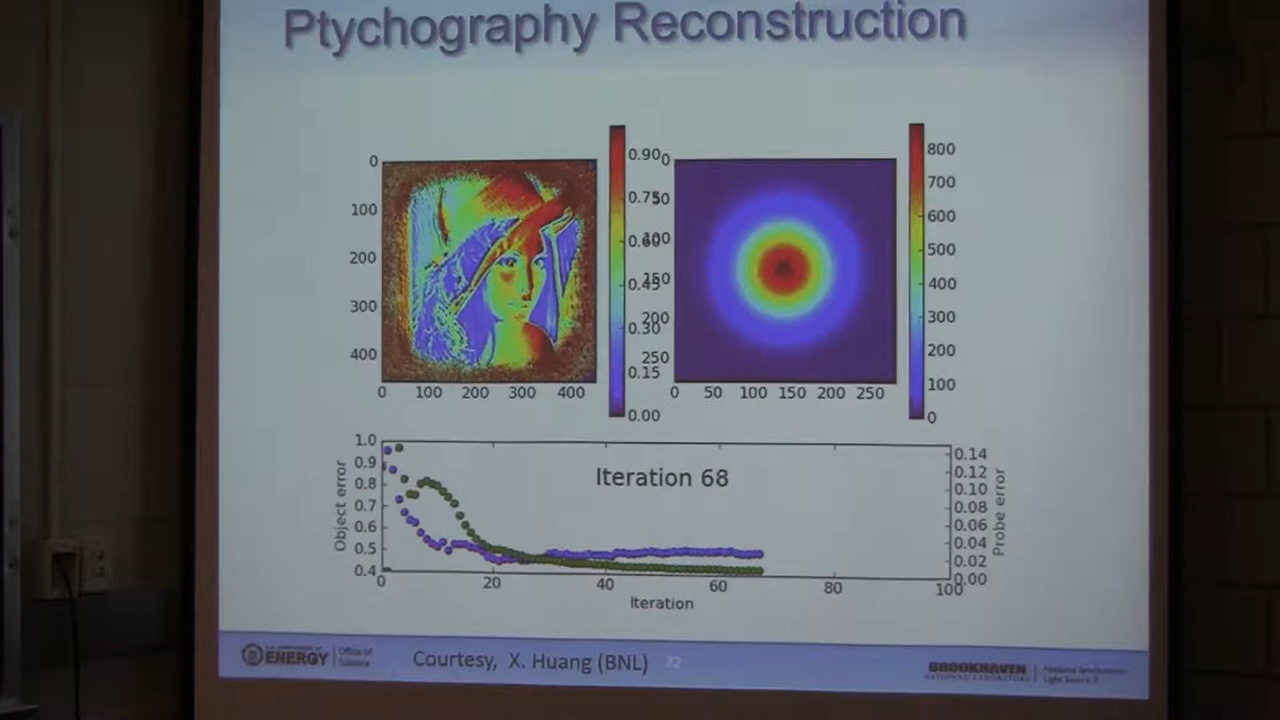 Ptychography Reconstruction
0
100
200
300
400
0 100 200 300 400
0.90
0.75
0.60
0.45
0.30
0.15
0.00
0
50
100
150
200
250
0 50 100 150 200 250
800
700
600
500
400
300
200
100
0
Iteration 68
Object error
1.0
0.9
0.8
0.7
0.6
0.5
0.4
0 20 40 60 80 100
Iteration
0.14
0.12
0.10
0.08
0.06
0.04
0.02
0.00
Probe error
ENERGY
Office of
Science
Courtesy, X. Huang (BNL) 22
BROOKHAVEN
NATIONAL LABORATORY
National Synchrotron
Light Source II